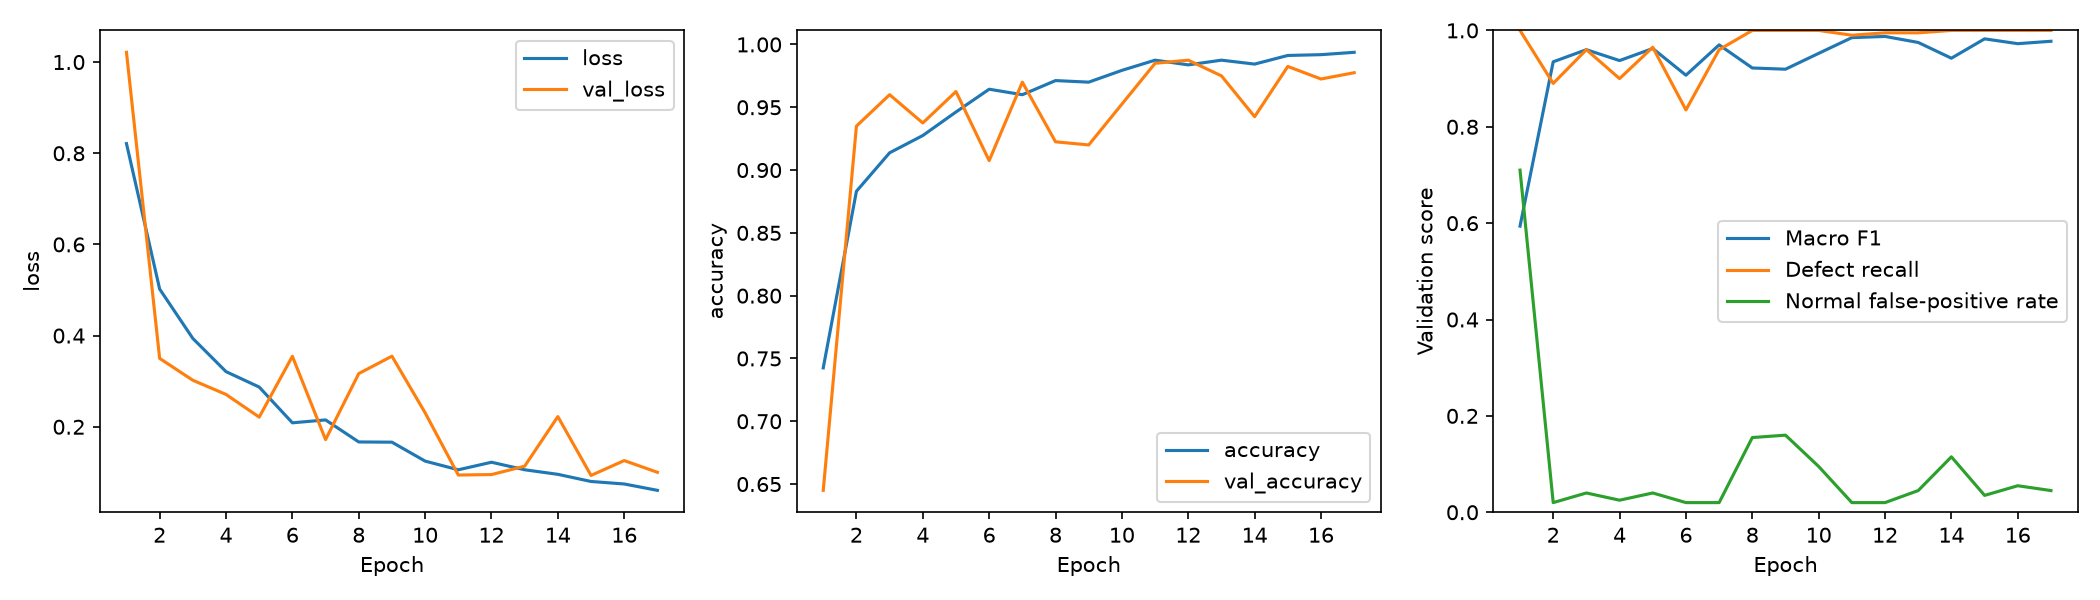 loss
val_loss
1.0
0.8
0.6
0.4
0.2
loss
2 4 6 8 10 12 14 16
Epoch
accuracy
val_accuracy
1.00
0.95
0.90
0.85
0.80
0.75
0.70
0.65
accuracy
2 4 6 8 10 12 14 16
Epoch
Macro F1
Defect recall
Normal false-positive rate
1.0
0.8
0.6
0.4
0.2
0.0
Validation score
2 4 6 8 10 12 14 16
Epoch